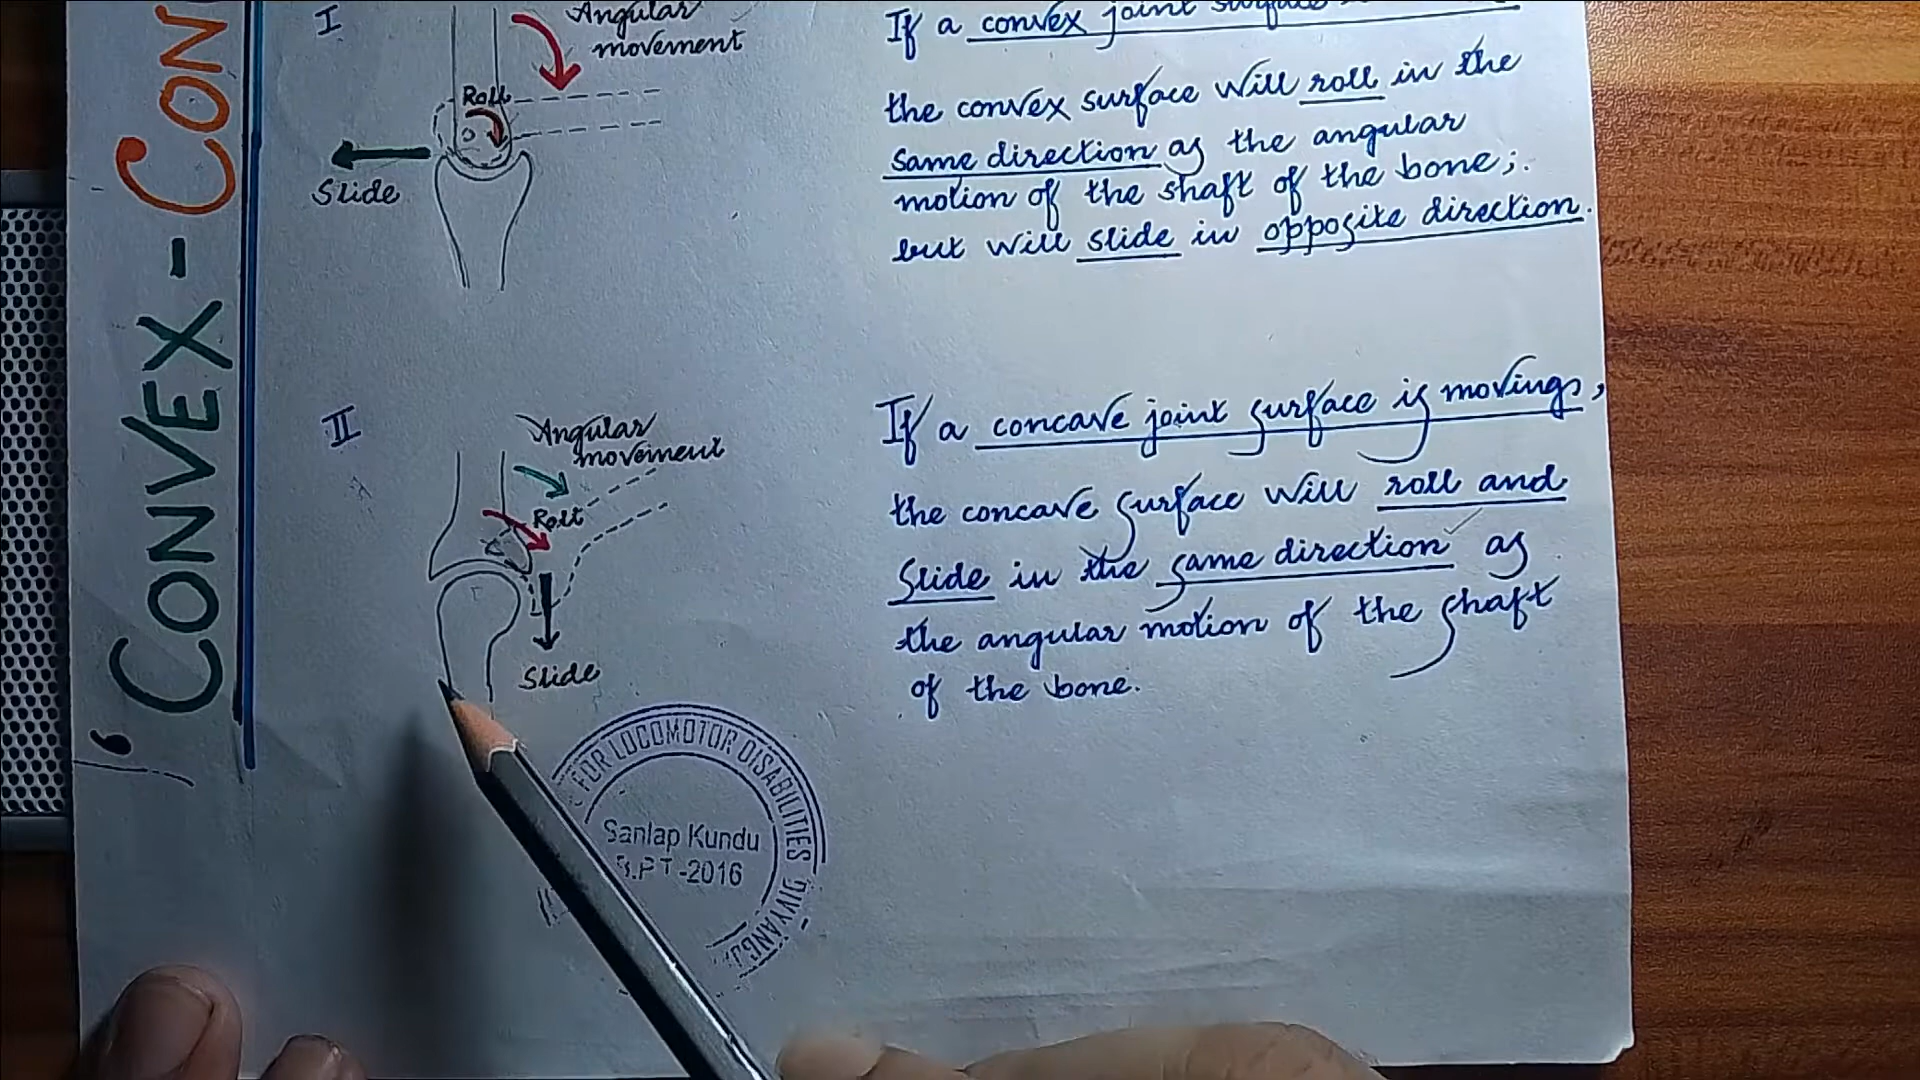 CONVEX - CON
I
Angular
movement
Roll
Slide
If a convex joint surface
the convex surface will roll in the
same direction as the angular
motion of the shaft of the bone;
but will slide in opposite direction.
II
Angular
movement
Roll
Slide
If a concave joint surface is movings,
the concave surface will roll and
Slide in the same direction as
the angular motion of the shaft
of the bone.
FOR LOCOMOTOR DISABILITIES
Sanlap Kundu
B.PT-2016